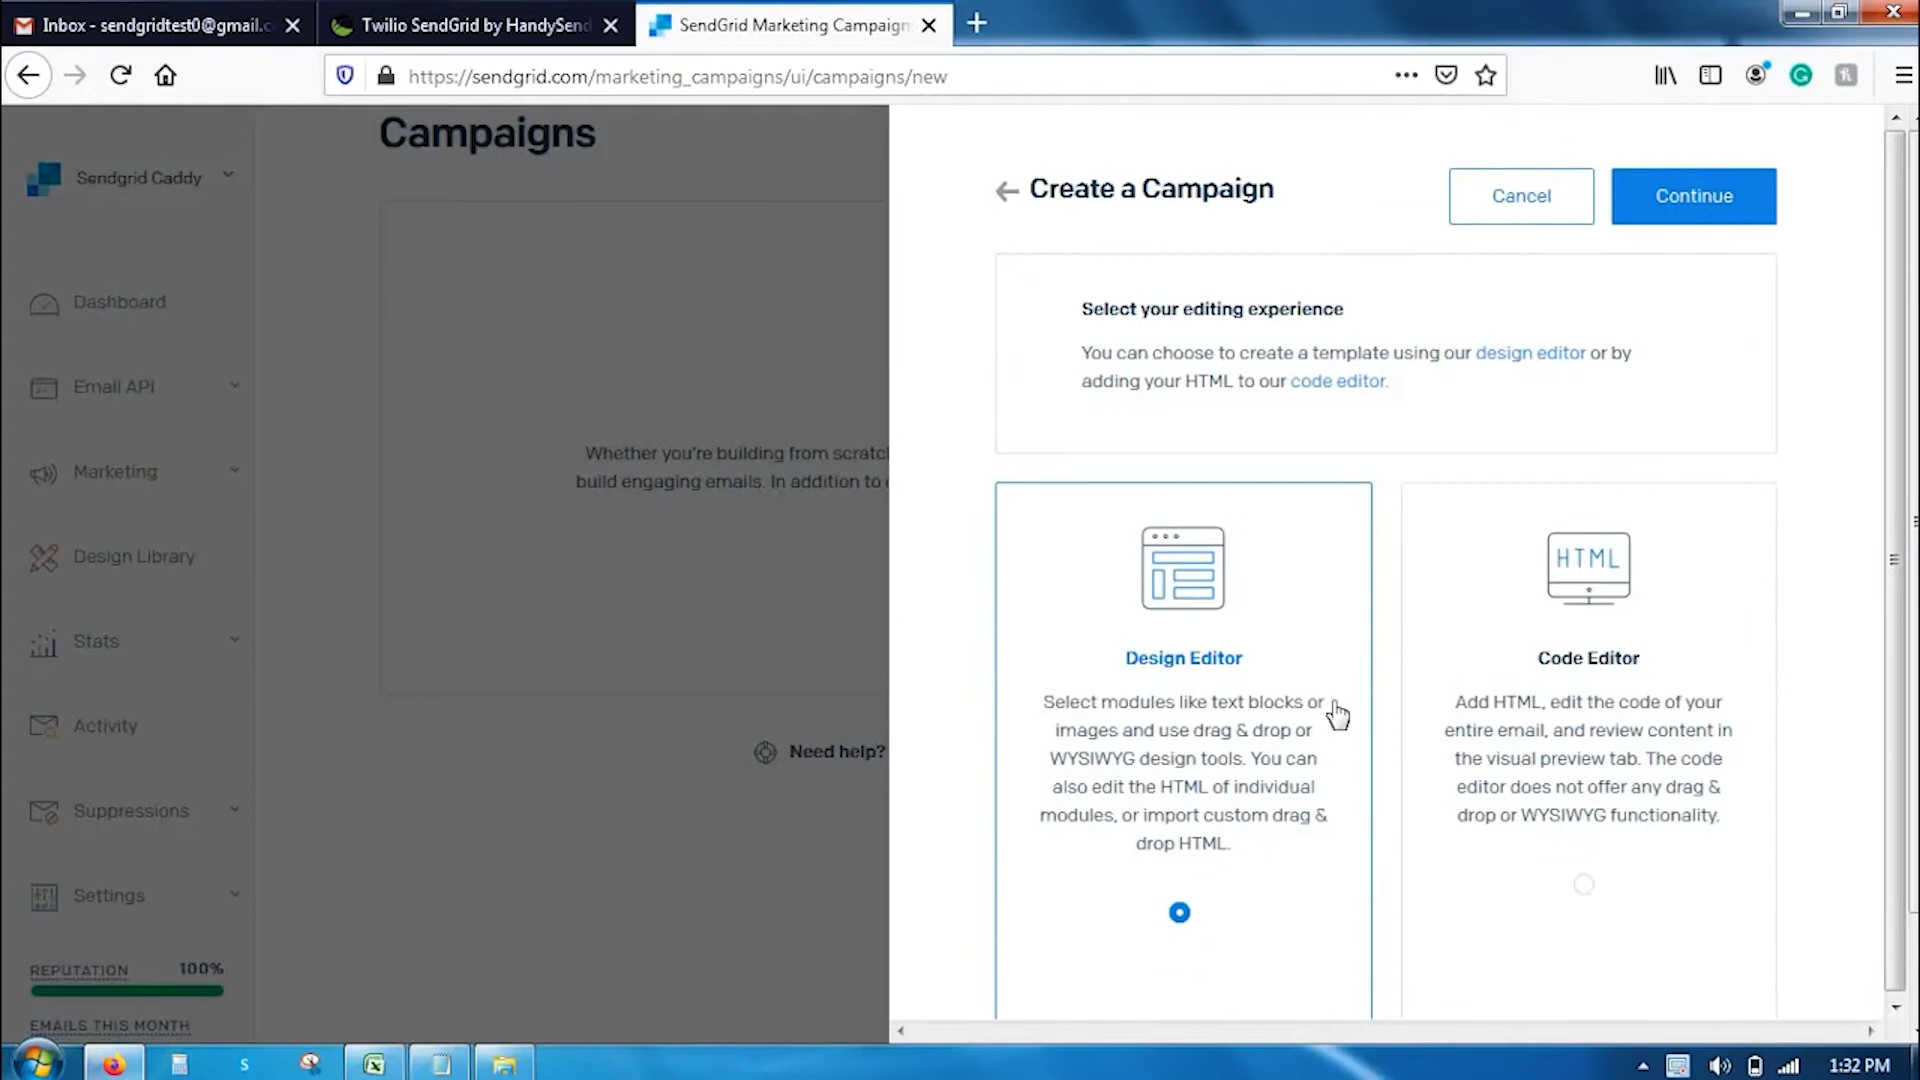 Inbox - sendgridtest0@gmail.c
Twilio SendGrid by HandySend
SendGrid Marketing Campaign
https://sendgrid.com/marketing_campaigns/ui/campaigns/new
Sendgrid Caddy
Dashboard
Email API
Marketing
Design Library
Stats
Activity
Suppressions
Settings
REPUTATION 100%
EMAILS THIS MONTH
Campaigns
Whether you're building from scratch
build engaging emails. In addition to
Need help?
Create a Campaign
Cancel
Continue
Select your editing experience
You can choose to create a template using our design editor or by
adding your HTML to our code editor.
Design Editor
Select modules like text blocks or
images and use drag & drop or
WYSIWYG design tools. You can
also edit the HTML of individual
modules, or import custom drag &
drop HTML.
HTML
Code Editor
Add HTML, edit the code of your
entire email, and review content in
the visual preview tab. The code
editor does not offer any drag &
drop or WYSIWYG functionality.
1:32 PM